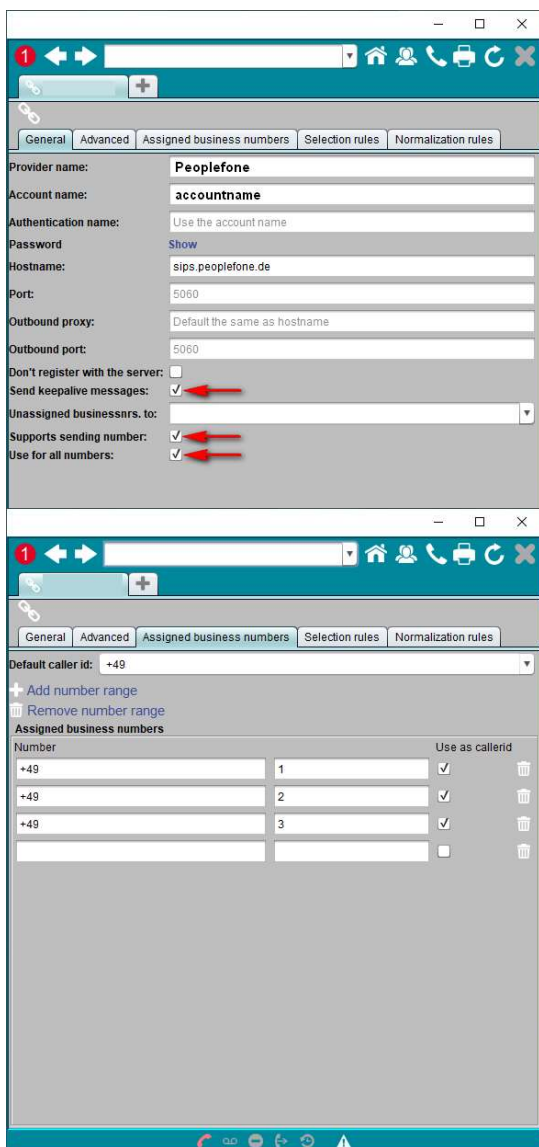 1
General Advanced Assigned business numbers Selection rules Normalization rules
Provider name: Peoplefone
Account name: accountname
Authentication name: Use the account name
Password Show
Hostname: sips.peoplefone.de
Port: 5060
Outbound proxy: Default the same as hostname
Outbound port: 5060
Don't register with the server:
Send keepalive messages:
Unassigned businessnrs. to:
Supports sending number:
Use for all numbers:
1
General Advanced Assigned business numbers Selection rules Normalization rules
Default caller id: +49
Add number range
Remove number range
Assigned business numbers
Number Use as callerid
+49 1
+49 2
+49 3